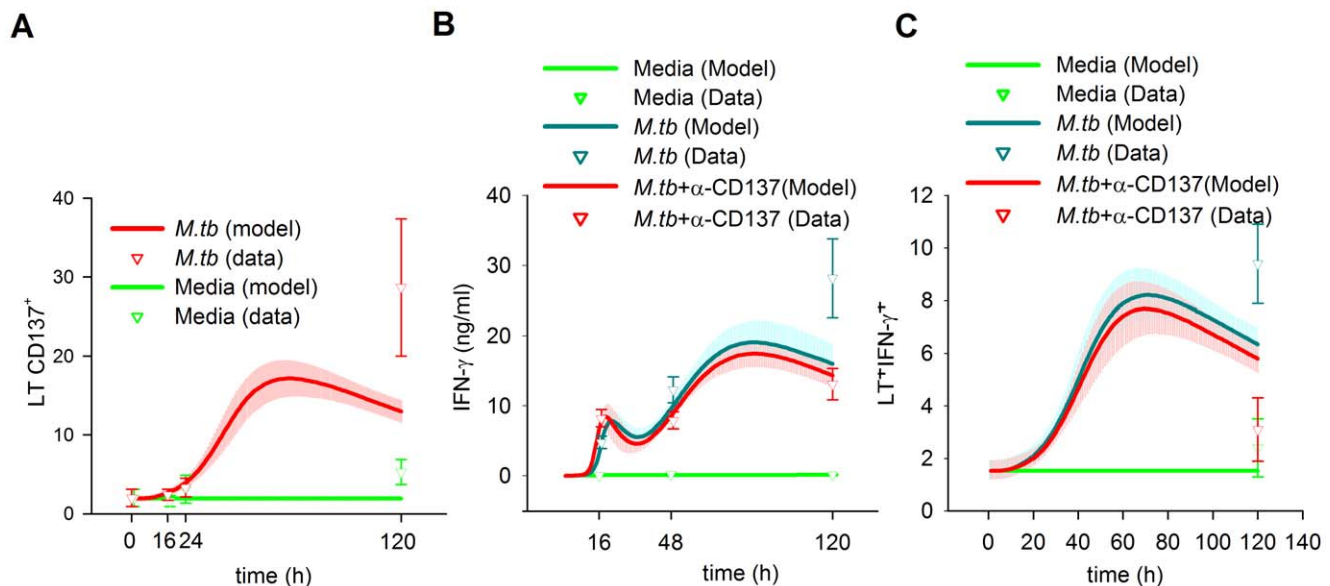 A
LT CD137+
40
30
20
10
0
M.tb (model)
M.tb (data)
Media (model)
Media (data)
0 16 24 120
time (h)
B
Media (Model)
Media (Data)
M.tb (Model)
M.tb (Data)
M.tb+α-CD137(Model)
M.tb+α-CD137 (Data)
IFN-γ (ng/ml)
40
30
20
10
0
16 48 120
time (h)
C
Media (Model)
Media (Data)
M.tb (Model)
M.tb (Data)
M.tb+α-CD137(Model)
M.tb+α-CD137 (Data)
LT+IFN-γ+
12
10
8
6
4
2
0
0 20 40 60 80 100 120 140
time (h)